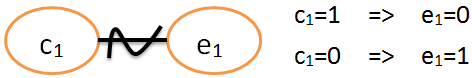 c₁ e₁
c₁=1 => e₁=0
c₁=0 => e₁=1